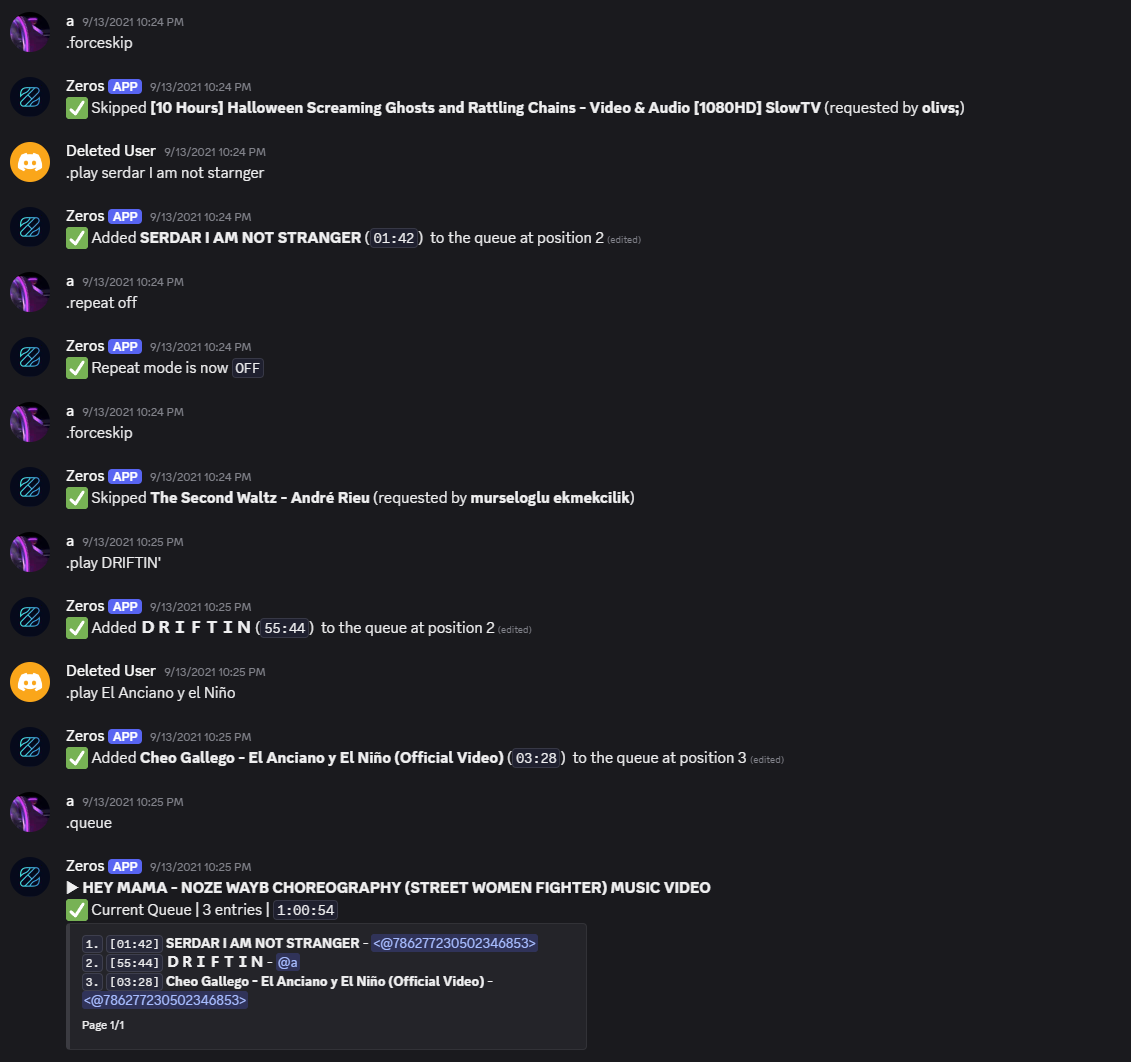 a 9/13/2021 10:24 PM
.forceskip
Zeros APP 9/13/2021 10:24 PM
✅ Skipped [10 Hours] Halloween Screaming Ghosts and Rattling Chains - Video & Audio [1080HD] SlowTV (requested by olivs;)
Deleted User 9/13/2021 10:24 PM
.play serdar I am not starnger
Zeros APP 9/13/2021 10:24 PM
✅ Added SERDAR I AM NOT STRANGER (01:42) to the queue at position 2 (edited)
a 9/13/2021 10:24 PM
.repeat off
Zeros APP 9/13/2021 10:24 PM
✅ Repeat mode is now OFF
a 9/13/2021 10:24 PM
.forceskip
Zeros APP 9/13/2021 10:24 PM
✅ Skipped The Second Waltz - André Rieu (requested by murseloglu ekmekcilik)
a 9/13/2021 10:25 PM
.play DRIFTIN'
Zeros APP 9/13/2021 10:25 PM
✅ Added D R I F T I N (55:44) to the queue at position 2 (edited)
Deleted User 9/13/2021 10:25 PM
.play El Anciano y el Niño
Zeros APP 9/13/2021 10:25 PM
✅ Added Cheo Gallego - El Anciano y El Niño (Official Video) (03:28) to the queue at position 3 (edited)
a 9/13/2021 10:25 PM
.queue
Zeros APP 9/13/2021 10:25 PM
▶ HEY MAMA - NOZE WAYB CHOREOGRAPHY (STREET WOMEN FIGHTER) MUSIC VIDEO
✅ Current Queue | 3 entries | 1:00:54
1. [01:42] SERDAR I AM NOT STRANGER - <@786277230502346853>
2. [55:44] D R I F T I N - @a
3. [03:28] Cheo Gallego - El Anciano y El Niño (Official Video) -
<@786277230502346853>
Page 1/1